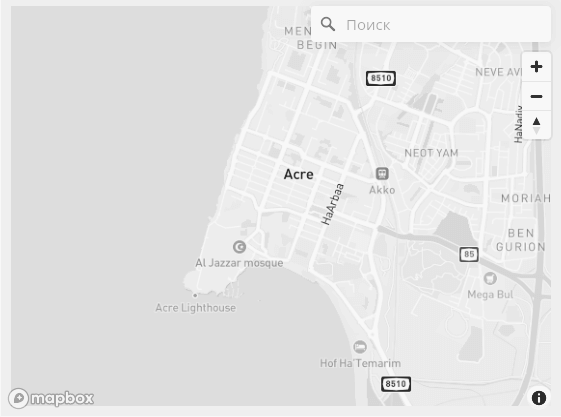 Поиск
MEN
BEGIN
8510
NEVE AVI
HaNadiv
NEOT YAM
Acre
Akko
HaArbaa
MORIAH
BEN
GURION
85
Al Jazzar mosque
Mega Bul
Acre Lighthouse
Hof Ha´Temarim
8510
mapbox